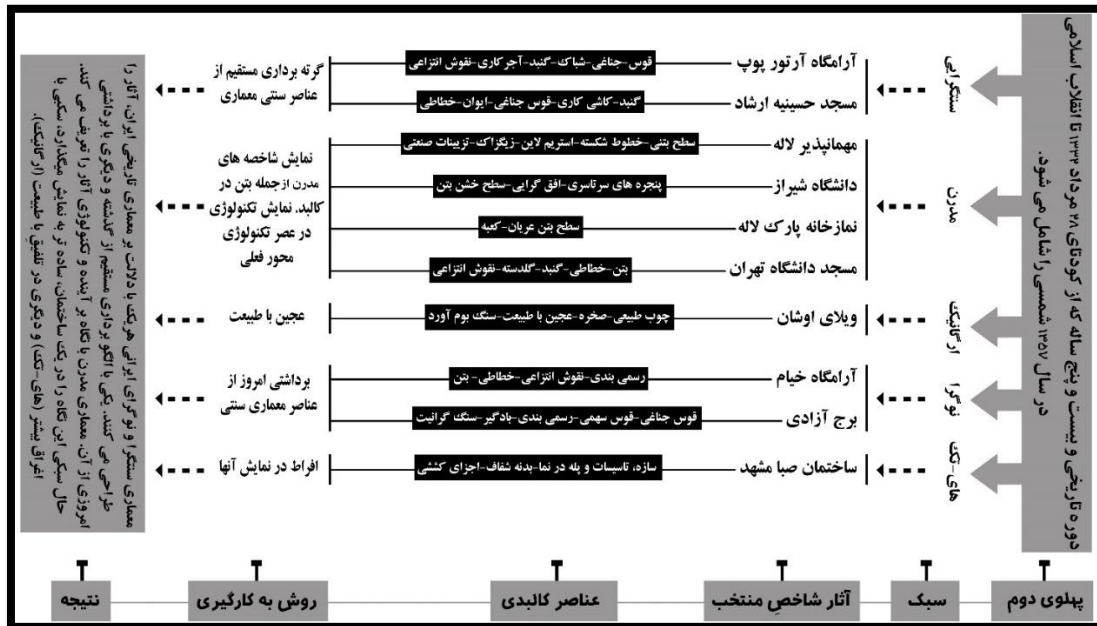 دوره تاریخی و بیست و پنج ساله که از کودتای ۲۸ مرداد ۱۳۳۲ تا انقلاب اسلامی
در سال ۱۳۵۷ شمسی را شامل می شود.
سنتگرایی
آرامگاه آرتور پوپ
قوس-جناغی-شباک-گنبد-آجرکاری-نقوش انتزاعی
مسجد حسینیه ارشاد
گنبد-کاشی کاری-قوس جناغی-ایوان-خطاطی
گرته برداری مستقیم از
عناصر سنتی معماری
مدرن
مهمانپذیر لاله
سطح بتنی-خطوط شکسته-استریم لاین-زیگزاک-تزیینات صنعتی
دانشگاه شیراز
پنجره های سرتاسری-افق گرایی-سطح خشن بتن
نمازخانه پارک لاله
سطح بتن عریان-کعبه
مسجد دانشگاه تهران
بتن-خطاطی-گنبد-گلدسته-نقوش انتزاعی
نمایش شاخصه های
مدرن ازجمله بتن در
کالبد. نمایش تکنولوژی
در عصر تکنولوژی
محور فعلی
ارگانیک
ویلای اوشان
چوب طبیعی-صخره-عجین با طبیعت-سنگ بوم آورد
عجین با طبیعت
نوگرا
آرامگاه خیام
رسمی بندی-نقوش انتزاعی-خطاطی- بتن
برج آزادی
قوس جناغی-قوس سهمی-رسمی بندی-بادگیر-سنگ گرانیت
برداشتی امروز از
عناصر معماری سنتی
های-تک
ساختمان صبا مشهد
سازه، تاسیسات و پله در نما-بدنه شفاف-اجزای کششی
افراط در نمایش آنها
معماری سنتگرا و نوگرای ایرانی هریک با دلالت بر معماری تاریخی ایران، آثار را
طراحی می کنند. یکی با الگو برداری مستقیم از گذشته و دیگری با برداشتی
امروزی از آن. معماری مدرن با نگاه بر آینده و تکنولوژی آثار را تعریف می کند.
حال سبکی این نگاه را در یک ساختمان، ساده تر به نمایش میگذارد، سبکی با
اغراق بیشتر (های-تک) و دیگری در تلفیق با طبیعت (ارگانیک).
پهلوی دوم
سبک
آثار شاخص منتخب
عناصر کالبدی
روش به کارگیری
نتیجه